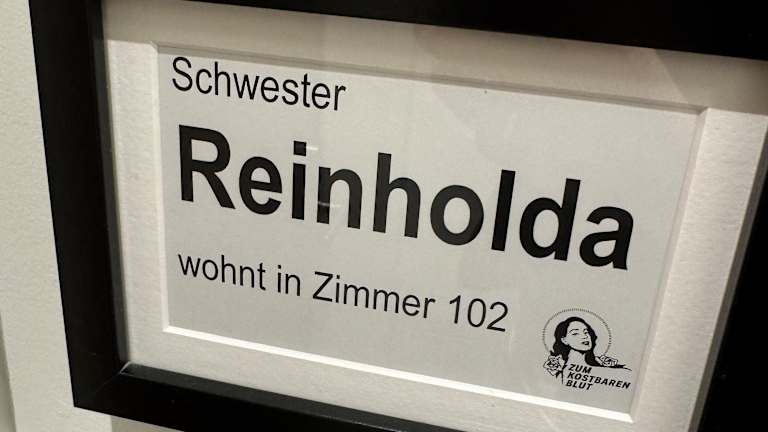 Schwester
Reinholda
wohnt in Zimmer 102
ZUM
KOSTBAREN
BLUT